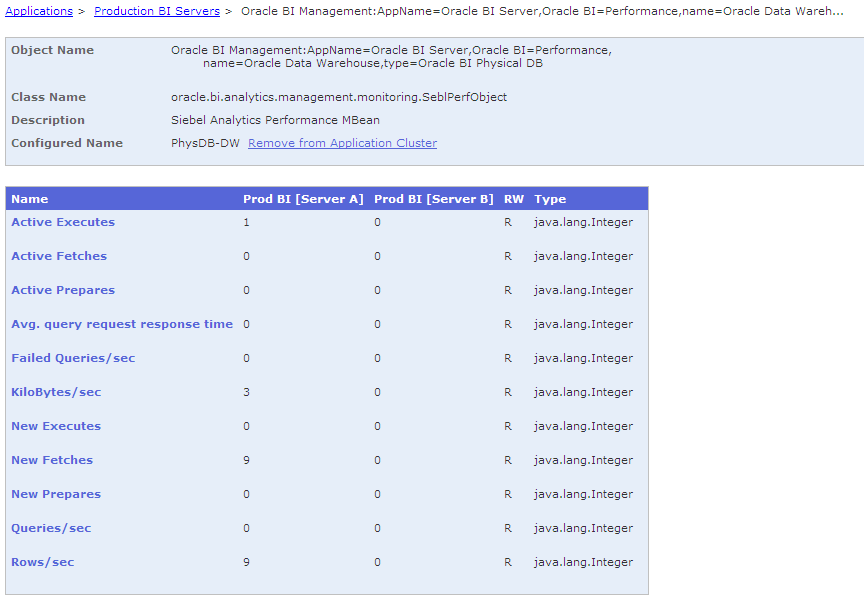 Applications > Production BI Servers > Oracle BI Management:AppName=Oracle BI Server,Oracle BI=Performance,name=Oracle Data Wareh...
Object Name Oracle BI Management:AppName=Oracle BI Server,Oracle BI=Performance,
name=Oracle Data Warehouse,type=Oracle BI Physical DB
Class Name oracle.bi.analytics.management.monitoring.SeblPerfObject
Description Siebel Analytics Performance MBean
Configured Name PhysDB-DW Remove from Application Cluster
Name Prod BI [Server A] Prod BI [Server B] RW Type
Active Executes 1 0 R java.lang.Integer
Active Fetches 0 0 R java.lang.Integer
Active Prepares 0 0 R java.lang.Integer
Avg. query request response time 0 0 R java.lang.Integer
Failed Queries/sec 0 0 R java.lang.Integer
KiloBytes/sec 3 0 R java.lang.Integer
New Executes 0 0 R java.lang.Integer
New Fetches 9 0 R java.lang.Integer
New Prepares 0 0 R java.lang.Integer
Queries/sec 0 0 R java.lang.Integer
Rows/sec 9 0 R java.lang.Integer